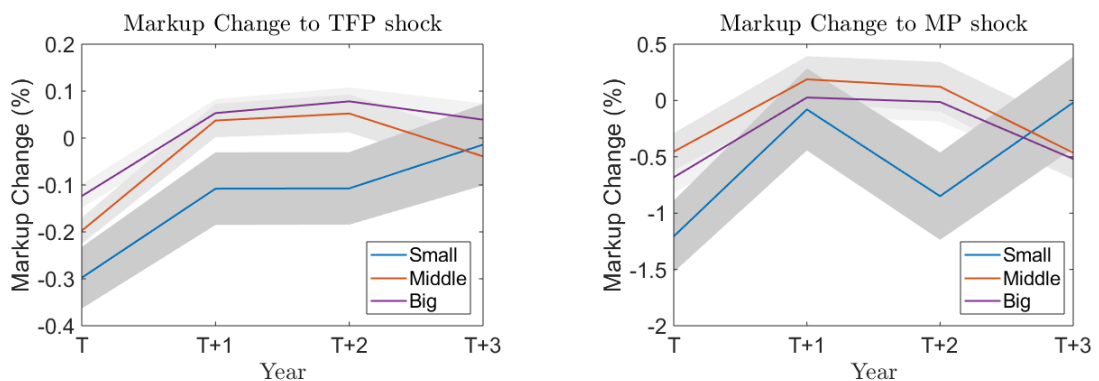 Markup Change to TFP shock
Markup Change (%)
0.2
0.1
0
-0.1
-0.2
-0.3
-0.4
Small
Middle
Big
T T+1 T+2 T+3
Year
Markup Change to MP shock
Markup Change (%)
0.5
0
-0.5
-1
-1.5
-2
Small
Middle
Big
T T+1 T+2 T+3
Year